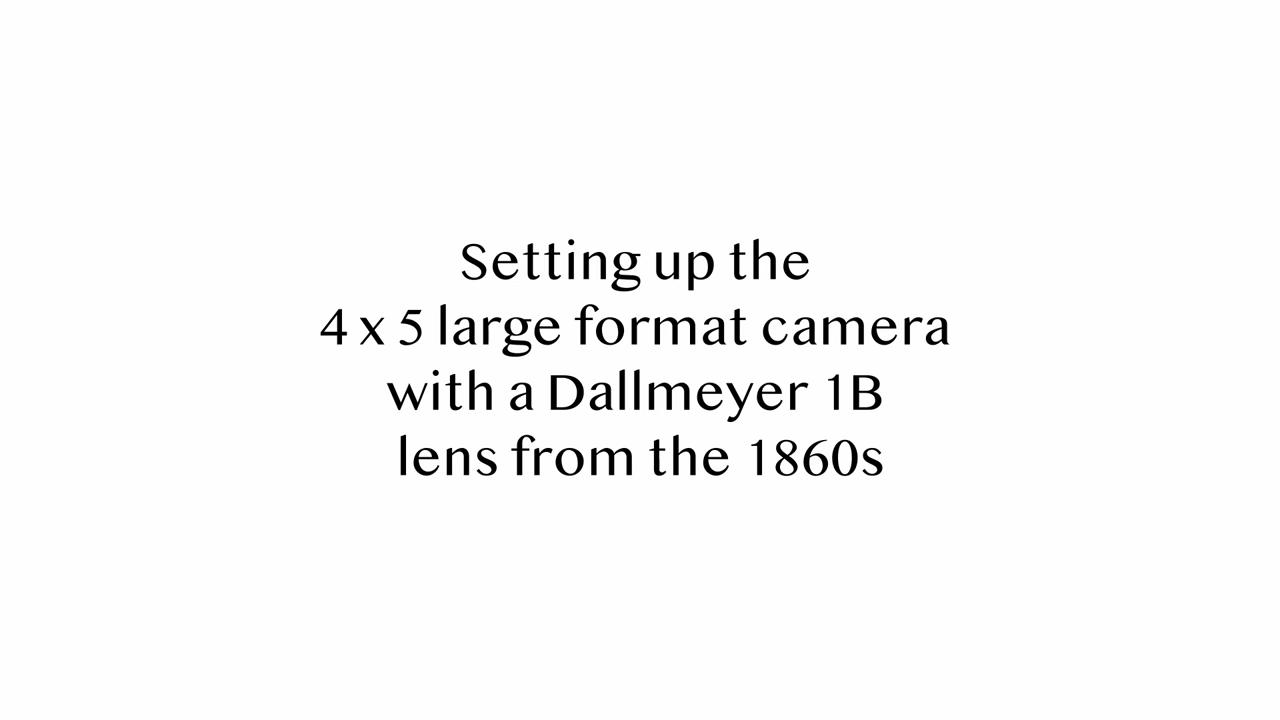 Setting up the
4 x 5 large format camera
with a Dallmeyer 1B
lens from the 1860s